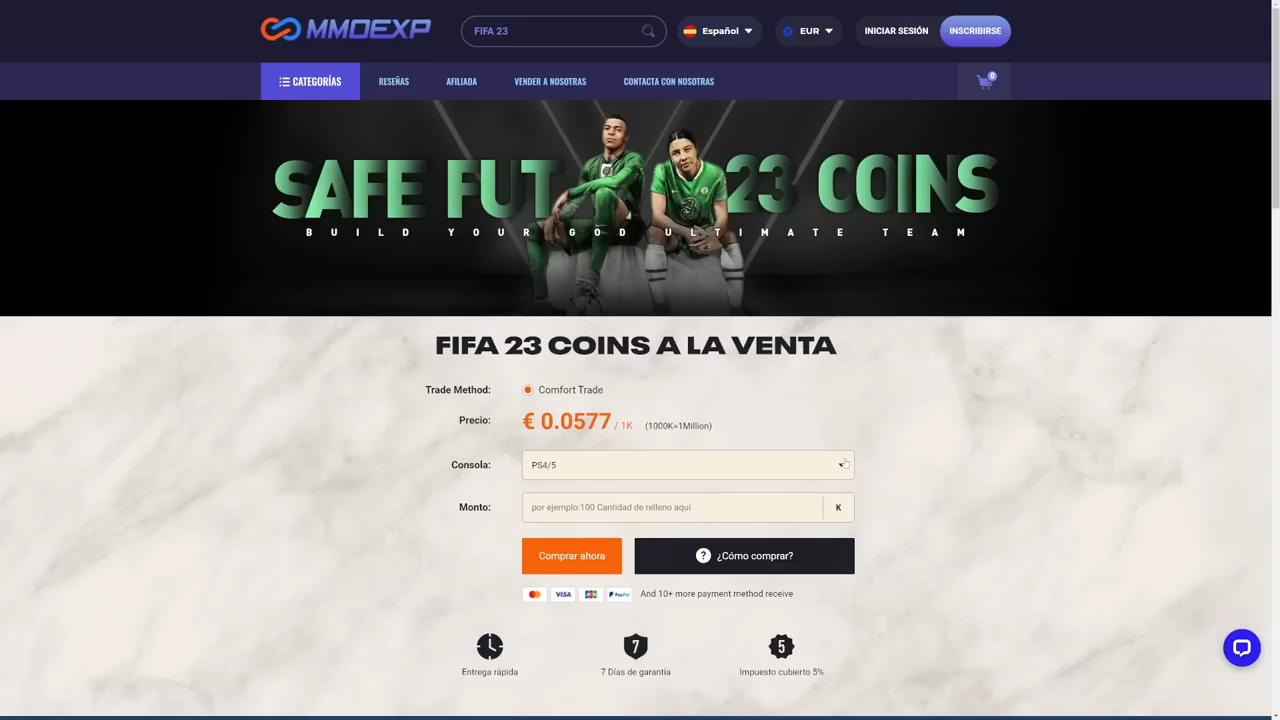 MMOEXP
FIFA 23
Español
EUR
INICIAR SESIÓN
INSCRIBIRSE
CATEGORÍAS
RESEÑAS
AFILIADA
VENDER A NOSOTRAS
CONTACTA CON NOSOTRAS
0
SAFE FUT 23 COINS
BUILD YOUR GOD ULTIMATE TEAM
FIFA 23 COINS A LA VENTA
Trade Method: Comfort Trade
Precio: € 0.0577 / 1K (1000K=1Million)
Consola: PS4/5
Monto: por ejemplo:100 Cantidad de relleno aquí K
Comprar ahora
? ¿Cómo comprar?
VISA JCB PayPal And 10+ more payment method receive
7
5
Entrega rápida
7 Días de garantía
Impuesto cubierto 5%